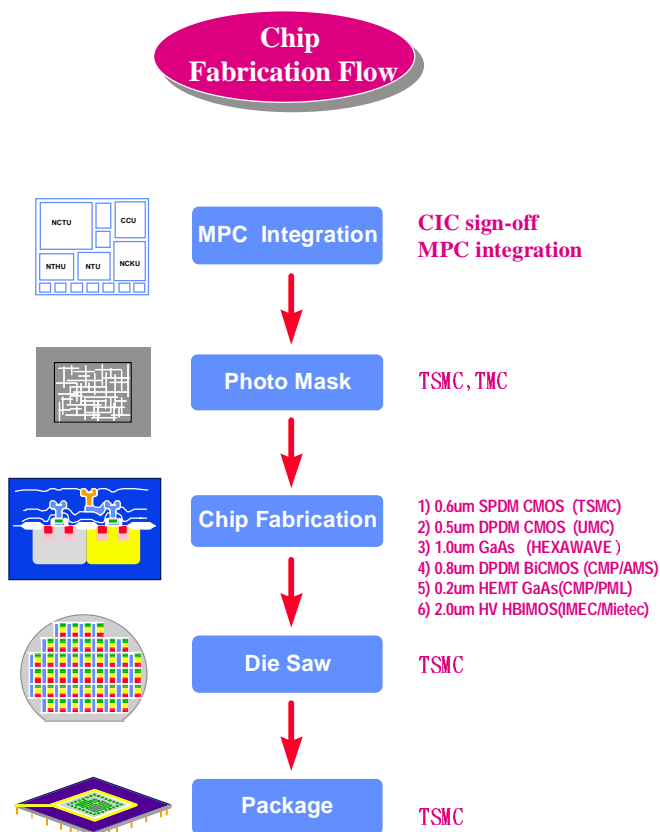 Chip
Fabrication Flow
NCTU
CCU
NTHU
NTU
NCKU
MPC Integration
CIC sign-off
MPC integration
Photo Mask
TSMC, TMC
Chip Fabrication
1) 0.6um SPDM CMOS (TSMC)
2) 0.5um DPDM CMOS (UMC)
3) 1.0um GaAs (HEXAWAVE)
4) 0.8um DPDM BiCMOS (CMP/AMS)
5) 0.2um HEMT GaAs(CMP/PML)
6) 2.0um HV HBIMOS(IMEC/Mietec)
Die Saw
TSMC
Package
TSMC